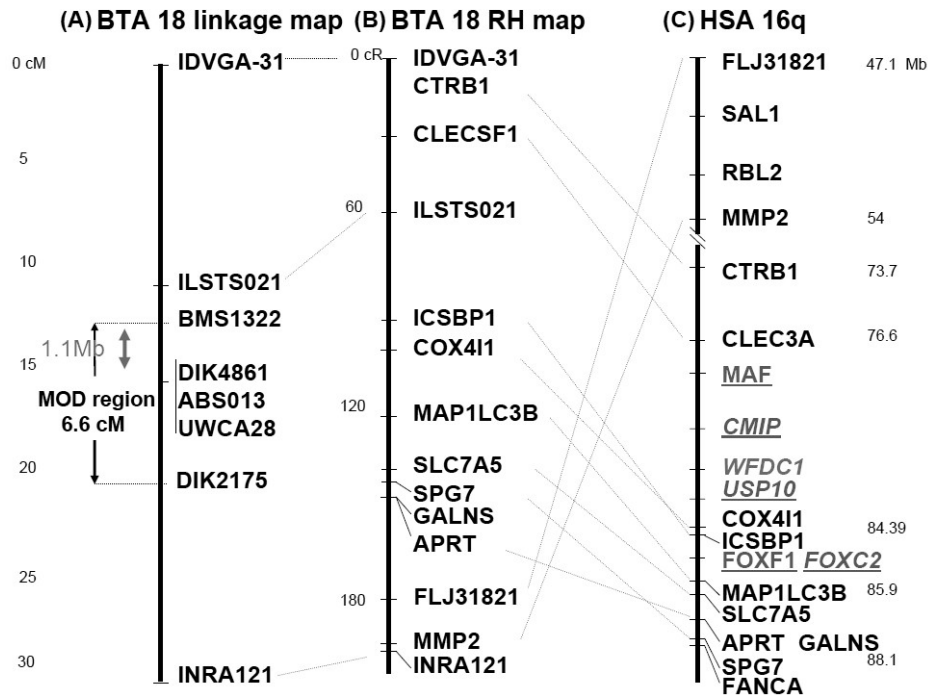 (A) BTA 18 linkage map
0 cM
IDVGA-31
5
10
ILSTS021
BMS1322
1.1Mb
15
DIK4861
MOD region
ABS013
6.6 cM
UWCA28
20
DIK2175
25
30
INRA121
(B) BTA 18 RH map
0 cR
IDVGA-31
CTRB1
CLECSF1
60
ILSTS021
ICSBP1
COX4I1
120
MAP1LC3B
SLC7A5
SPG7
GALNS
APRT
180
FLJ31821
MMP2
INRA121
(C) HSA 16q
FLJ31821 47.1 Mb
SAL1
RBL2
MMP2 54
CTRB1 73.7
CLEC3A 76.6
MAF
CMIP
WFDC1
USP10
COX4I1 84.39
ICSBP1
FOXF1 FOXC2
MAP1LC3B 85.9
SLC7A5
APRT GALNS
SPG7 88.1
FANCA